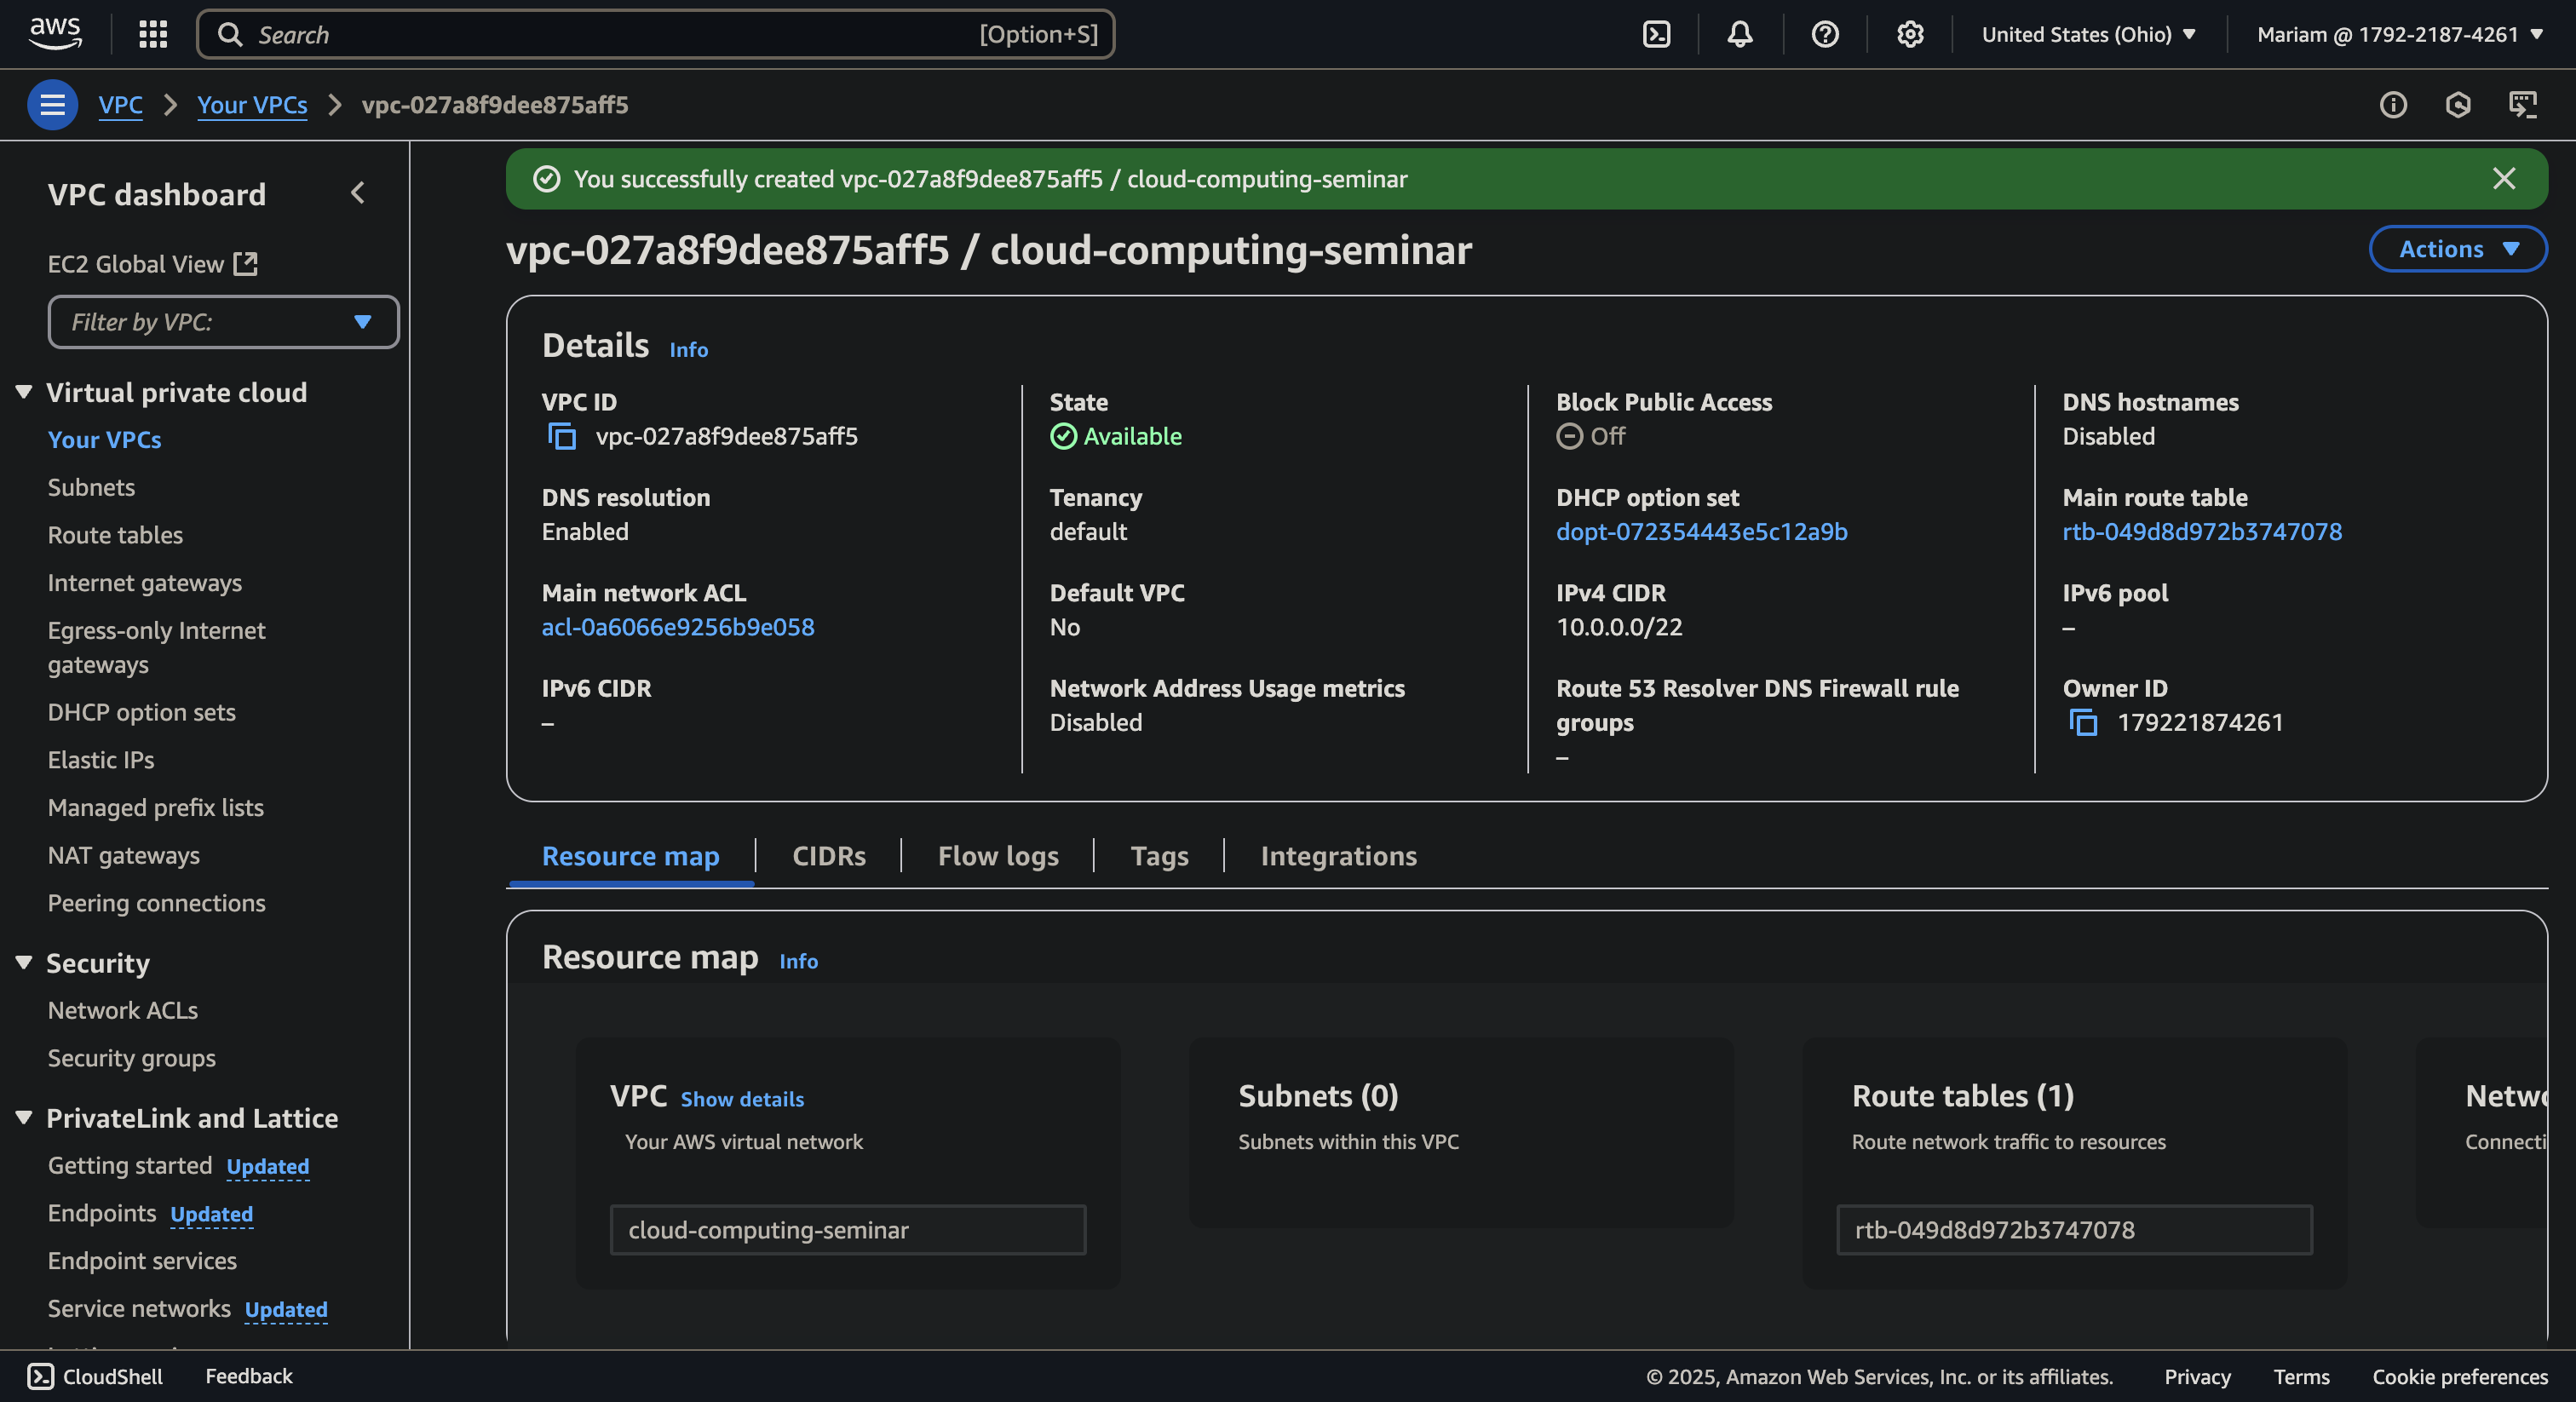 aws
Search [Option+S]
United States (Ohio)
Mariam @ 1792-2187-4261
VPC
Your VPCs
vpc-027a8f9dee875aff5
VPC dashboard
EC2 Global View
Filter by VPC:
Virtual private cloud
Your VPCs
Subnets
Route tables
Internet gateways
Egress-only Internet
gateways
DHCP option sets
Elastic IPs
Managed prefix lists
NAT gateways
Peering connections
Security
Network ACLs
Security groups
PrivateLink and Lattice
Getting started Updated
Endpoints Updated
Endpoint services
Service networks Updated
You successfully created vpc-027a8f9dee875aff5 / cloud-computing-seminar
vpc-027a8f9dee875aff5 / cloud-computing-seminar
Actions
Details Info
VPC ID
vpc-027a8f9dee875aff5
State
Available
Block Public Access
Off
DNS hostnames
Disabled
DNS resolution
Enabled
Tenancy
default
DHCP option set
dopt-072354443e5c12a9b
Main route table
rtb-049d8d972b3747078
Main network ACL
acl-0a6066e9256b9e058
Default VPC
No
IPv4 CIDR
10.0.0.0/22
IPv6 pool
–
IPv6 CIDR
–
Network Address Usage metrics
Disabled
Route 53 Resolver DNS Firewall rule
groups
–
Owner ID
179221874261
Resource map
CIDRs
Flow logs
Tags
Integrations
Resource map Info
VPC Show details
Your AWS virtual network
cloud-computing-seminar
Subnets (0)
Subnets within this VPC
Route tables (1)
Route network traffic to resources
rtb-049d8d972b3747078
Netwo
Connecti
CloudShell
Feedback
© 2025, Amazon Web Services, Inc. or its affiliates.
Privacy
Terms
Cookie preferences